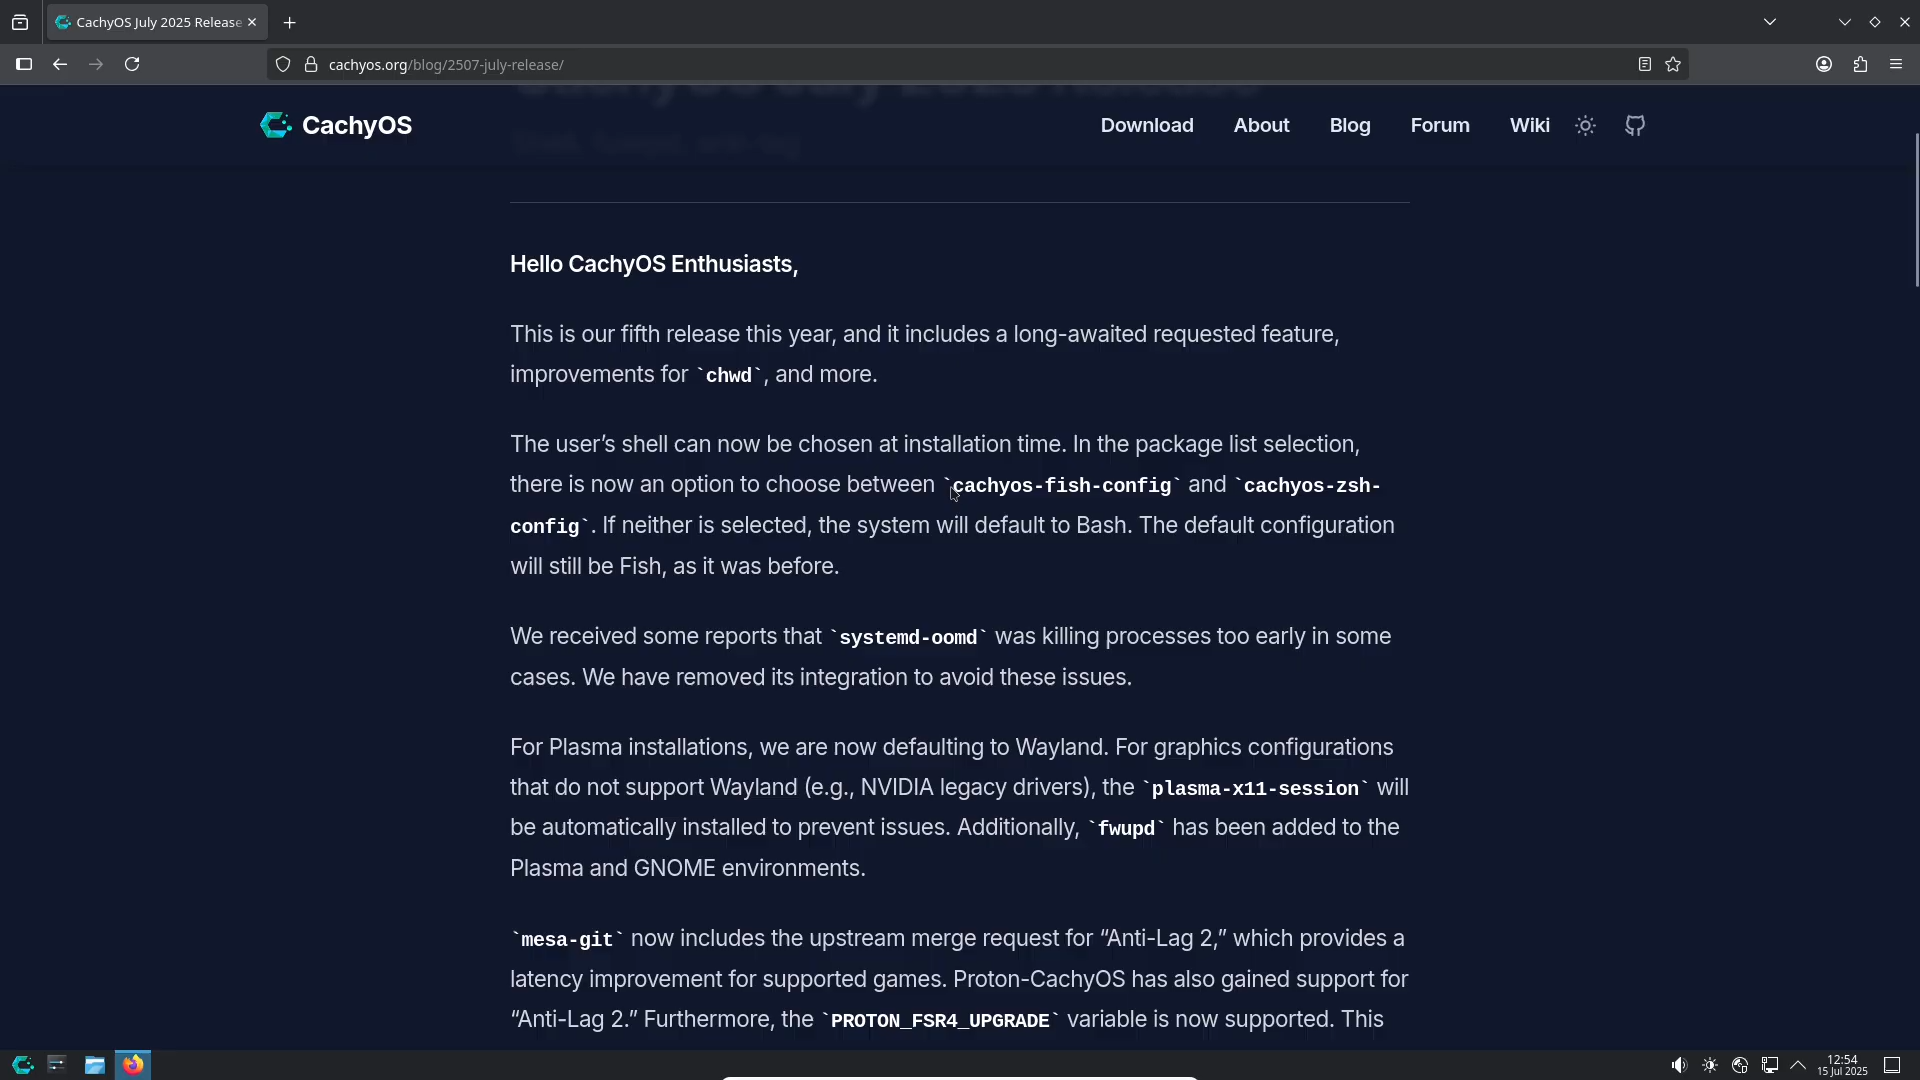 CachyOS July 2025 Release
cachyos.org/blog/2507-july-release/
CachyOS
Download
About
Blog
Forum
Wiki
Hello CachyOS Enthusiasts,
This is our fifth release this year, and it includes a long-awaited requested feature,
improvements for `chwd`, and more.
The user’s shell can now be chosen at installation time. In the package list selection,
there is now an option to choose between `cachyos-fish-config` and `cachyos-zsh-
config`. If neither is selected, the system will default to Bash. The default configuration
will still be Fish, as it was before.
We received some reports that `systemd-oomd` was killing processes too early in some
cases. We have removed its integration to avoid these issues.
For Plasma installations, we are now defaulting to Wayland. For graphics configurations
that do not support Wayland (e.g., NVIDIA legacy drivers), the `plasma-x11-session` will
be automatically installed to prevent issues. Additionally, `fwupd` has been added to the
Plasma and GNOME environments.
`mesa-git` now includes the upstream merge request for “Anti-Lag 2,” which provides a
latency improvement for supported games. Proton-CachyOS has also gained support for
“Anti-Lag 2.” Furthermore, the `PROTON_FSR4_UPGRADE` variable is now supported. This
12:54
15 Jul 2025